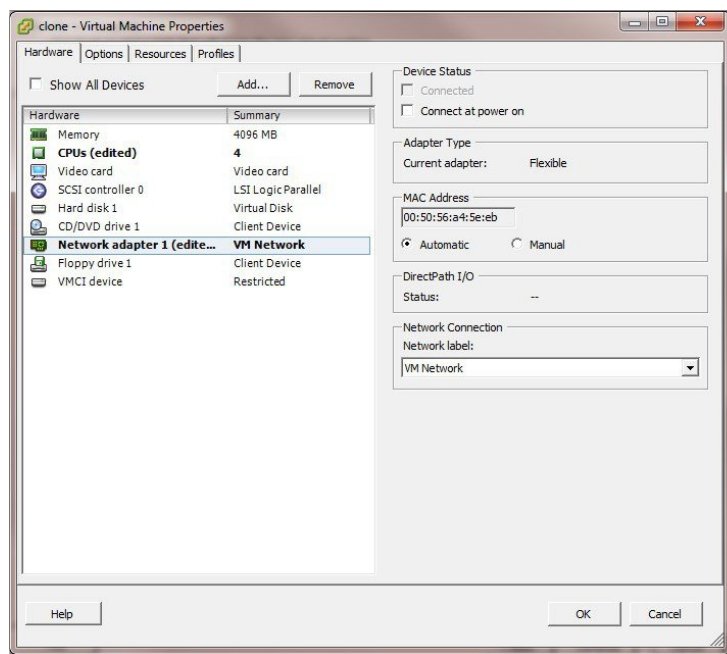 clone - Virtual Machine Properties
Hardware Options Resources Profiles
Show All Devices Add... Remove
Hardware Summary
Memory 4096 MB
CPUs (edited) 4
Video card Video card
SCSI controller 0 LSI Logic Parallel
Hard disk 1 Virtual Disk
CD/DVD drive 1 Client Device
Network adapter 1 (edite... VM Network
Floppy drive 1 Client Device
VMCI device Restricted
Device Status
Connected
Connect at power on
Adapter Type
Current adapter: Flexible
MAC Address
00:50:56:a4:5e:eb
Automatic Manual
DirectPath I/O
Status: --
Network Connection
Network label:
VM Network
Help OK Cancel